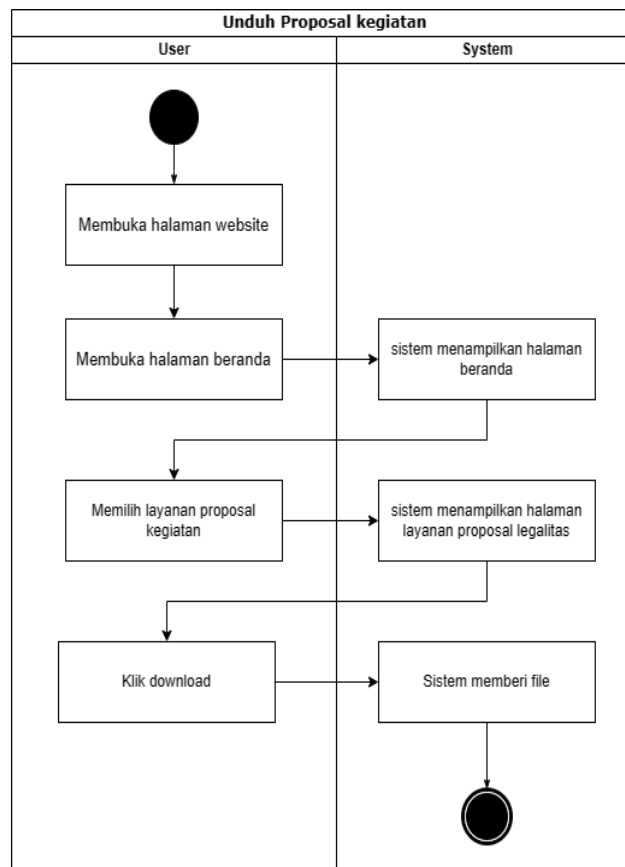 Unduh Proposal kegiatan
User
System
Membuka halaman website
Membuka halaman beranda
sistem menampilkan halaman
beranda
Memilih layanan proposal
kegiatan
sistem menampilkan halaman
layanan proposal legalitas
Klik download
Sistem memberi file